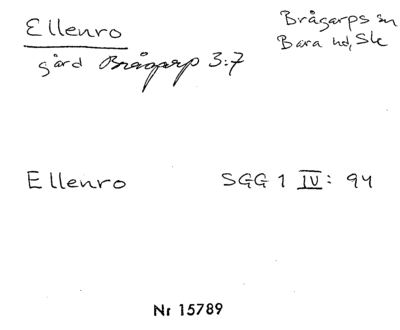 Ellenro
Brågarps sn
Bara hd, Sk
gård Brågarp 3:7
Ellenro SGG 1 IV: 94
Nr 15789